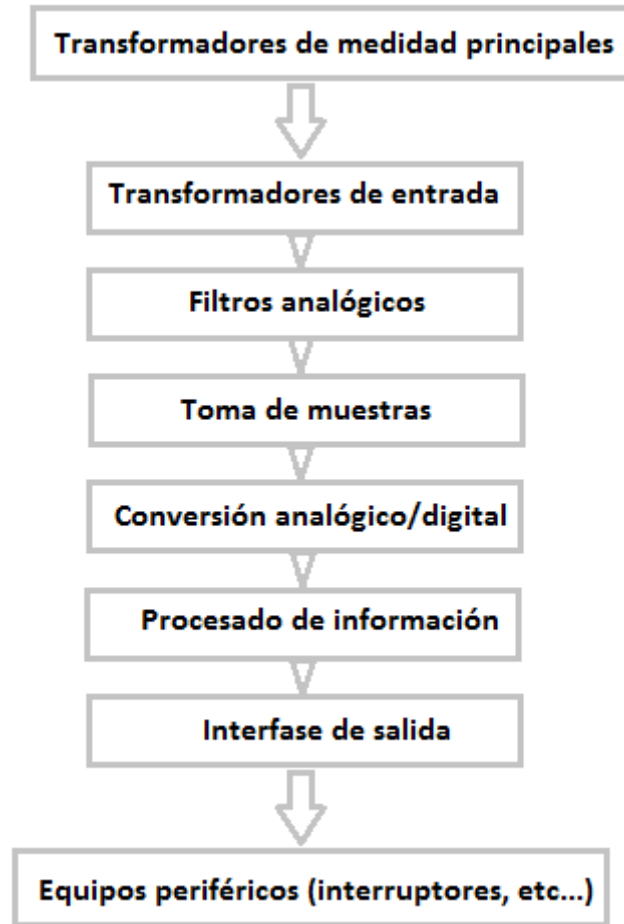 Transformadores de medidad principales
Transformadores de entrada
Filtros analógicos
Toma de muestras
Conversión analógico/digital
Procesado de información
Interfase de salida
Equipos periféricos (interruptores, etc...)